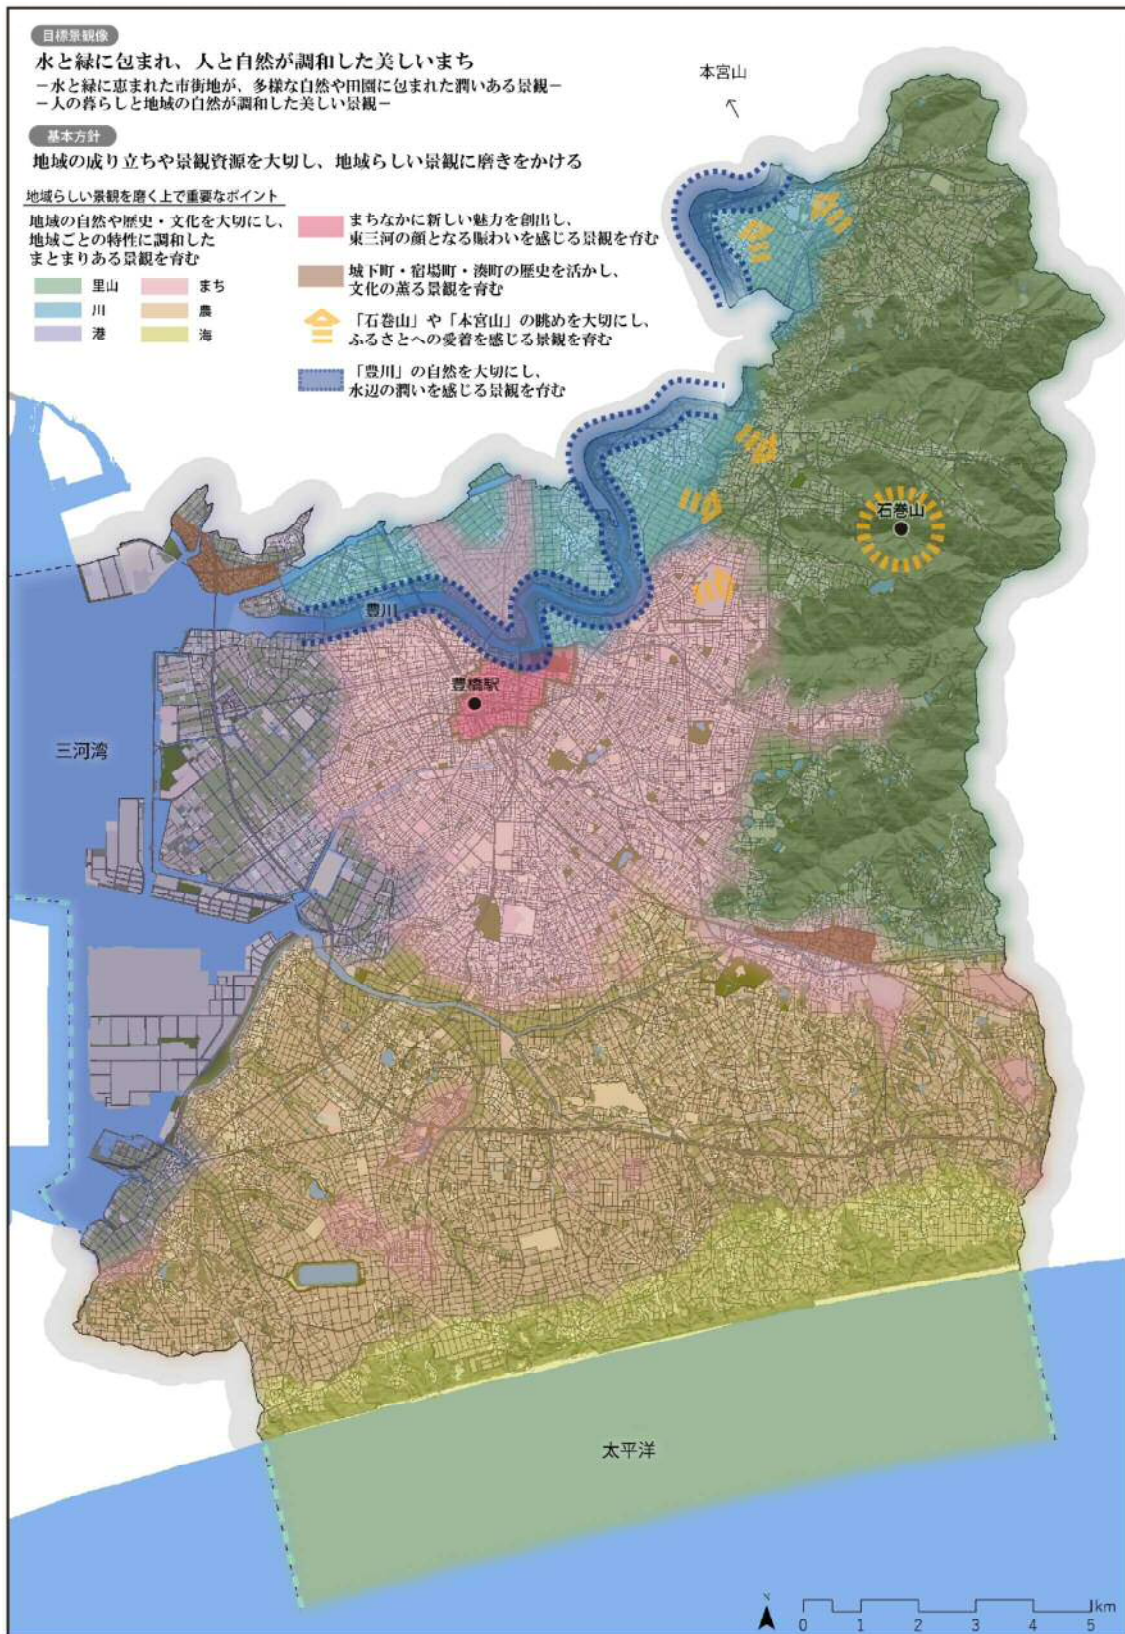 目標景観像
水と緑に包まれ、人と自然が調和した美しいまち
－水と緑に恵まれた市街地が、多様な自然や田園に包まれた潤いある景観－
－人の暮らしと地域の自然が調和した美しい景観－
基本方針
地域の成り立ちや景観資源を大切し、地域らしい景観に磨きをかける
地域らしい景観を磨く上で重要なポイント
地域の自然や歴史・文化を大切にし、
地域ごとの特性に調和した
まとまりある景観を育む
里山
まち
川
農
港
海
まちなかに新しい魅力を創出し、
東三河の顔となる賑わいを感じる景観を育む
城下町・宿場町・湊町の歴史を活かし、
文化の薫る景観を育む
「石巻山」や「本宮山」の眺めを大切にし、
ふるさとへの愛着を感じる景観を育む
「豊川」の自然を大切にし、
水辺の潤いを感じる景観を育む
本宮山
石巻山
豊川
豊橋駅
三河湾
太平洋
N
km
0 1 2 3 4 5